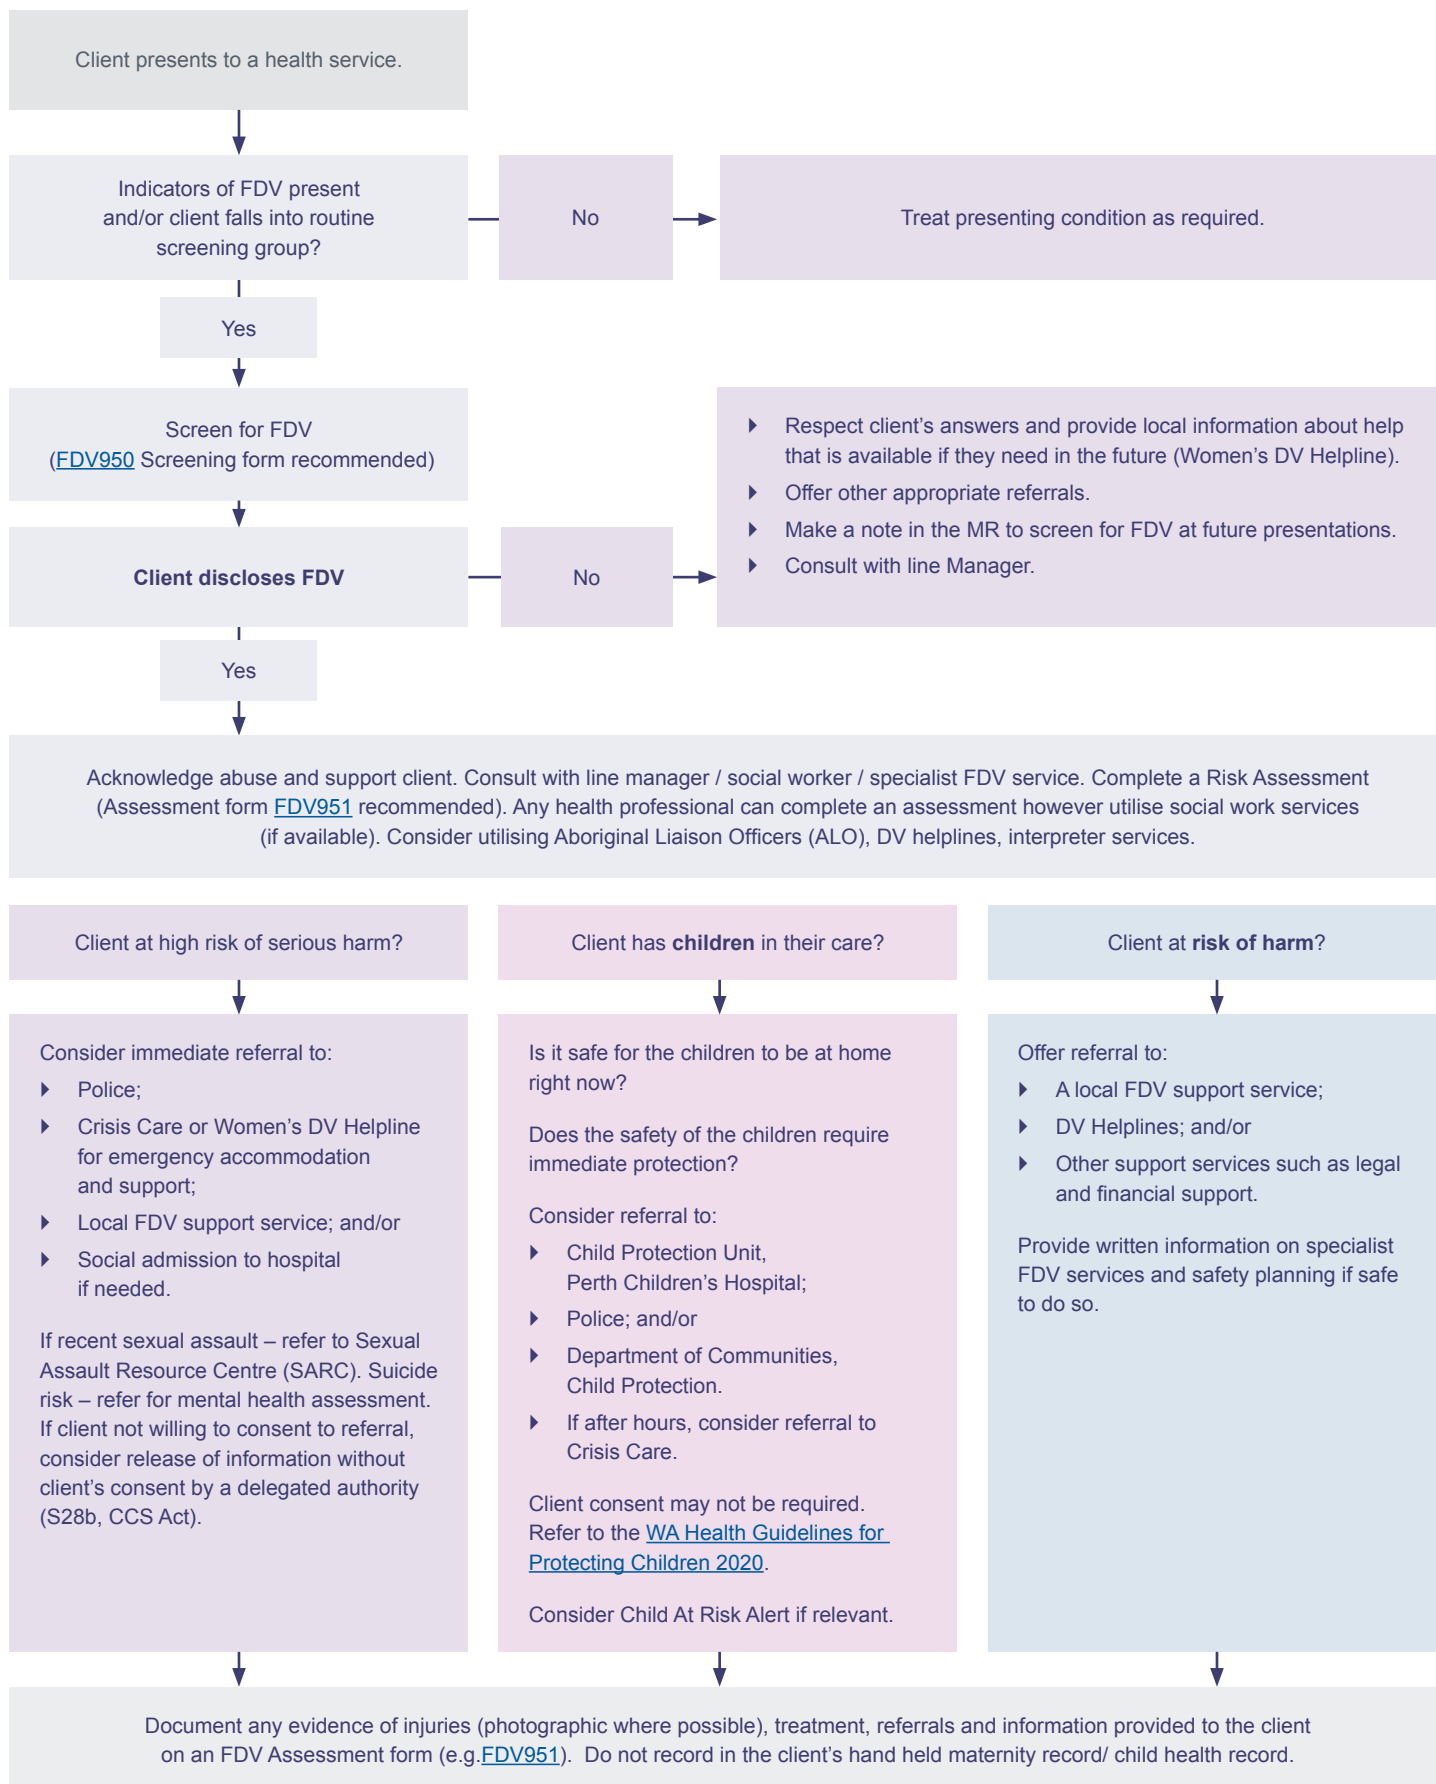 Client presents to a health service.
Indicators of FDV present
and/or client falls into routine
screening group?
No
Treat presenting condition as required.
Yes
Screen for FDV
(FDV950 Screening form recommended)
Client discloses FDV
No
Respect client’s answers and provide local information about help
that is available if they need in the future (Women’s DV Helpline).
Offer other appropriate referrals.
Make a note in the MR to screen for FDV at future presentations.
Consult with line Manager.
Yes
Acknowledge abuse and support client. Consult with line manager / social worker / specialist FDV service. Complete a Risk Assessment
(Assessment form FDV951 recommended). Any health professional can complete an assessment however utilise social work services
(if available). Consider utilising Aboriginal Liaison Officers (ALO), DV helplines, interpreter services.
Client at high risk of serious harm?
Consider immediate referral to:
Police;
Crisis Care or Women’s DV Helpline
for emergency accommodation
and support;
Local FDV support service; and/or
Social admission to hospital
if needed.
If recent sexual assault – refer to Sexual
Assault Resource Centre (SARC). Suicide
risk – refer for mental health assessment.
If client not willing to consent to referral,
consider release of information without
client’s consent by a delegated authority
(S28b, CCS Act).
Client has children in their care?
Is it safe for the children to be at home
right now?
Does the safety of the children require
immediate protection?
Consider referral to:
Child Protection Unit,
Perth Children’s Hospital;
Police; and/or
Department of Communities,
Child Protection.
If after hours, consider referral to
Crisis Care.
Client consent may not be required.
Refer to the WA Health Guidelines for
Protecting Children 2020.
Consider Child At Risk Alert if relevant.
Client at risk of harm?
Offer referral to:
A local FDV support service;
DV Helplines; and/or
Other support services such as legal
and financial support.
Provide written information on specialist
FDV services and safety planning if safe
to do so.
Document any evidence of injuries (photographic where possible), treatment, referrals and information provided to the client
on an FDV Assessment form (e.g.FDV951). Do not record in the client’s hand held maternity record/ child health record.